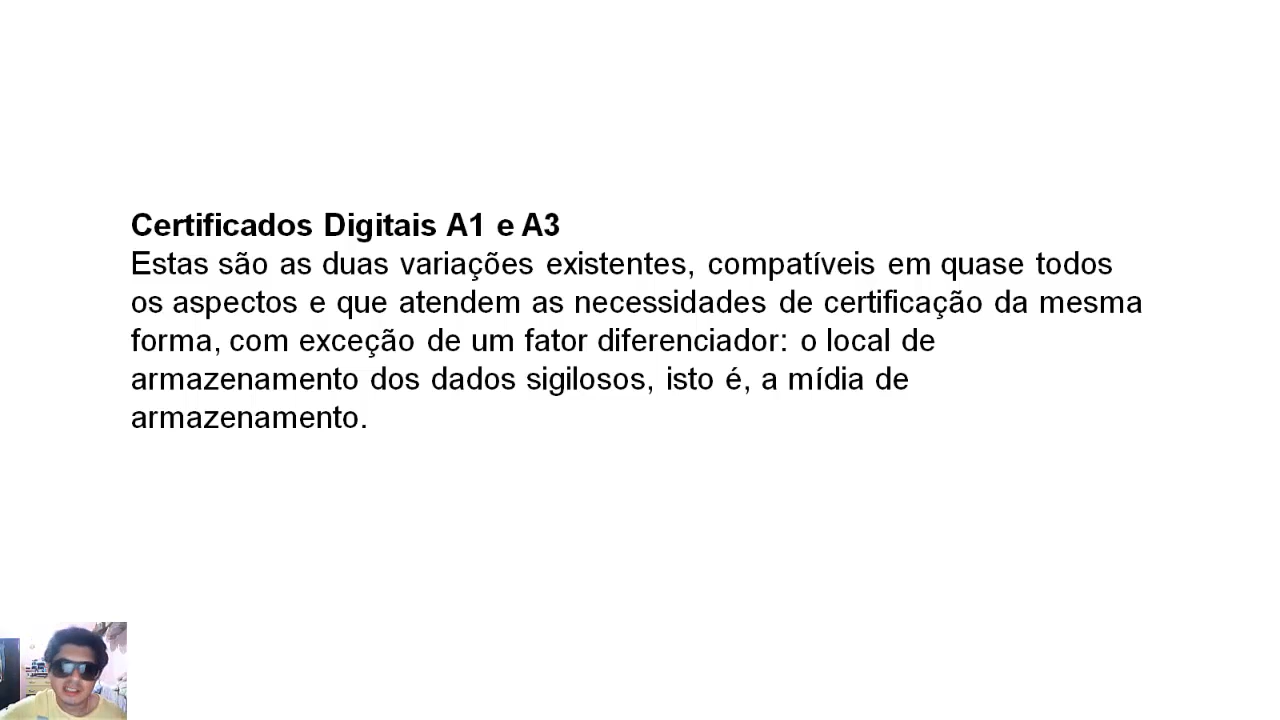 Certificados Digitais A1 e A3
Estas são as duas variações existentes, compatíveis em quase todos
os aspectos e que atendem as necessidades de certificação da mesma
forma, com exceção de um fator diferenciador: o local de
armazenamento dos dados sigilosos, isto é, a mídia de
armazenamento.